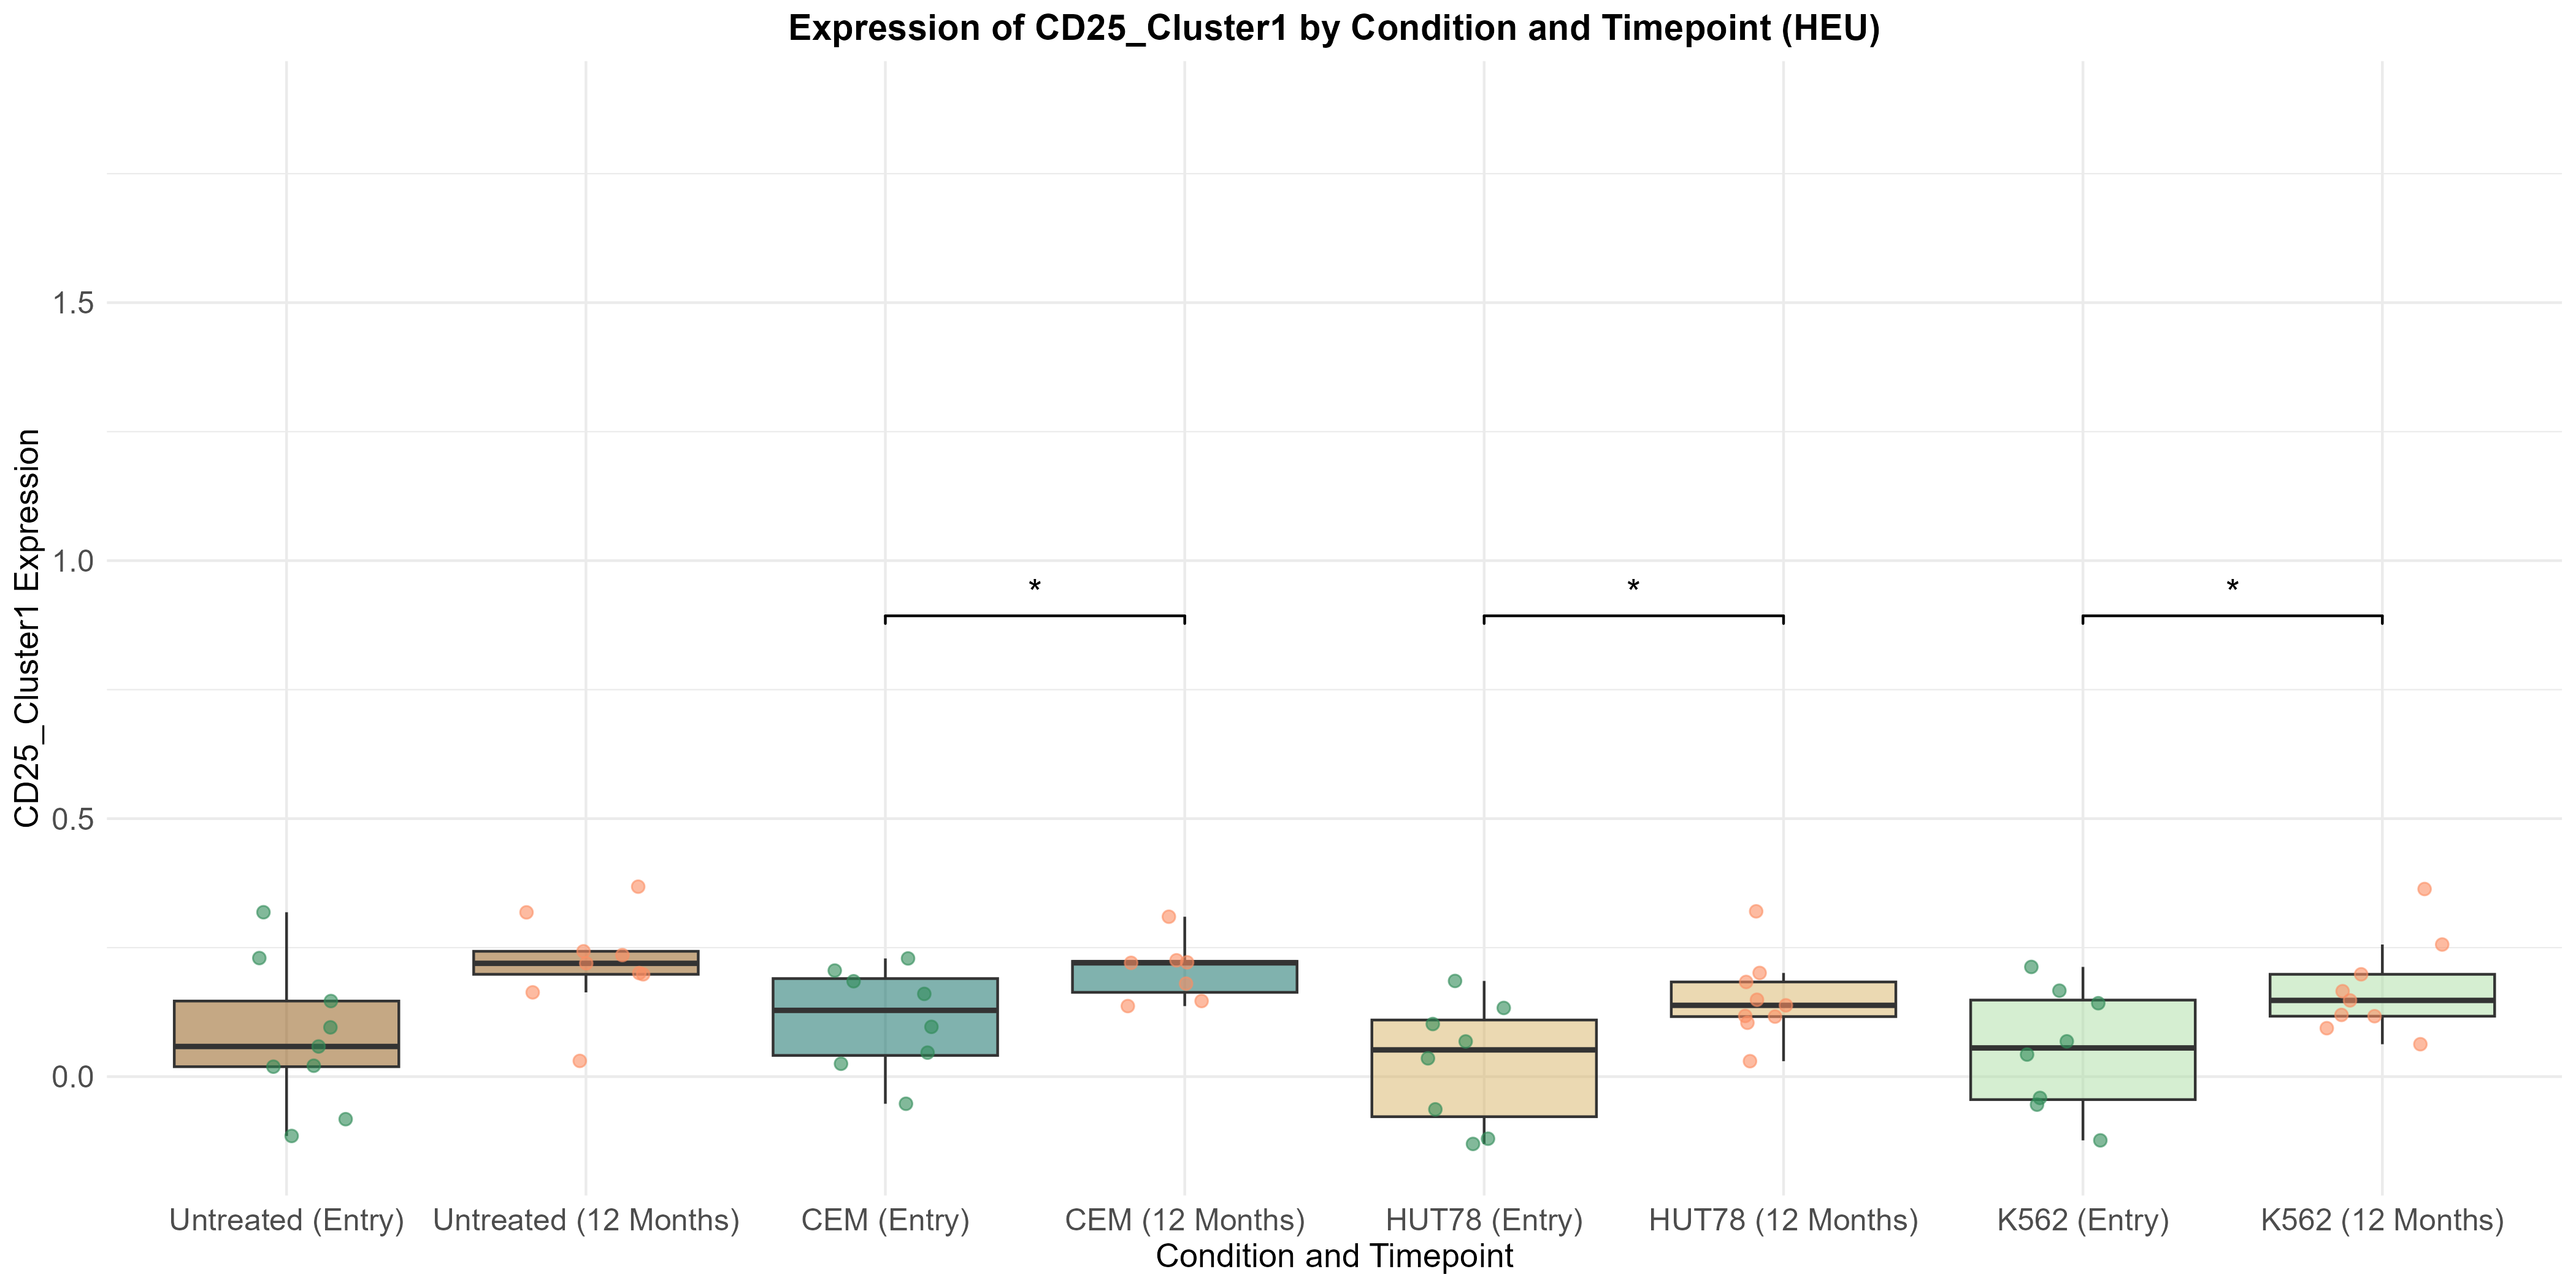 Expression of CD25_Cluster1 by Condition and Timepoint (HEU)
CD25_Cluster1 Expression
1.5
1.0
0.5
0.0
*
*
*
Untreated (Entry)
Untreated (12 Months)
CEM (Entry)
CEM (12 Months)
HUT78 (Entry)
HUT78 (12 Months)
K562 (Entry)
K562 (12 Months)
Condition and Timepoint